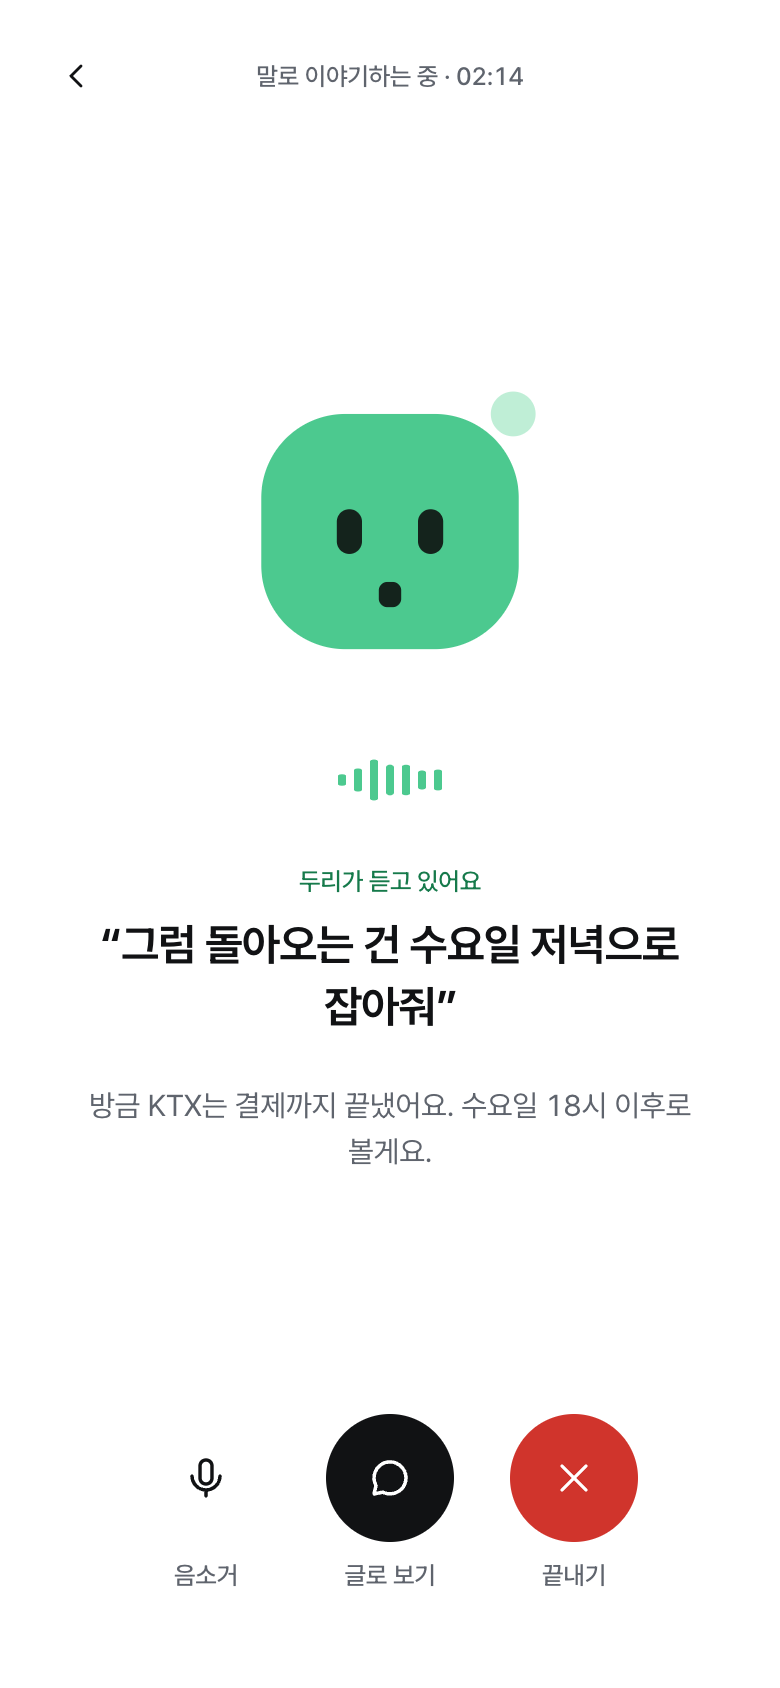 말로 이야기하는 중 · 02:14
두리가 듣고 있어요
“그럼 돌아오는 건 수요일 저녁으로
잡아줘”
방금 KTX는 결제까지 끝냈어요. 수요일 18시 이후로
볼게요.
음소거
글로 보기
끝내기